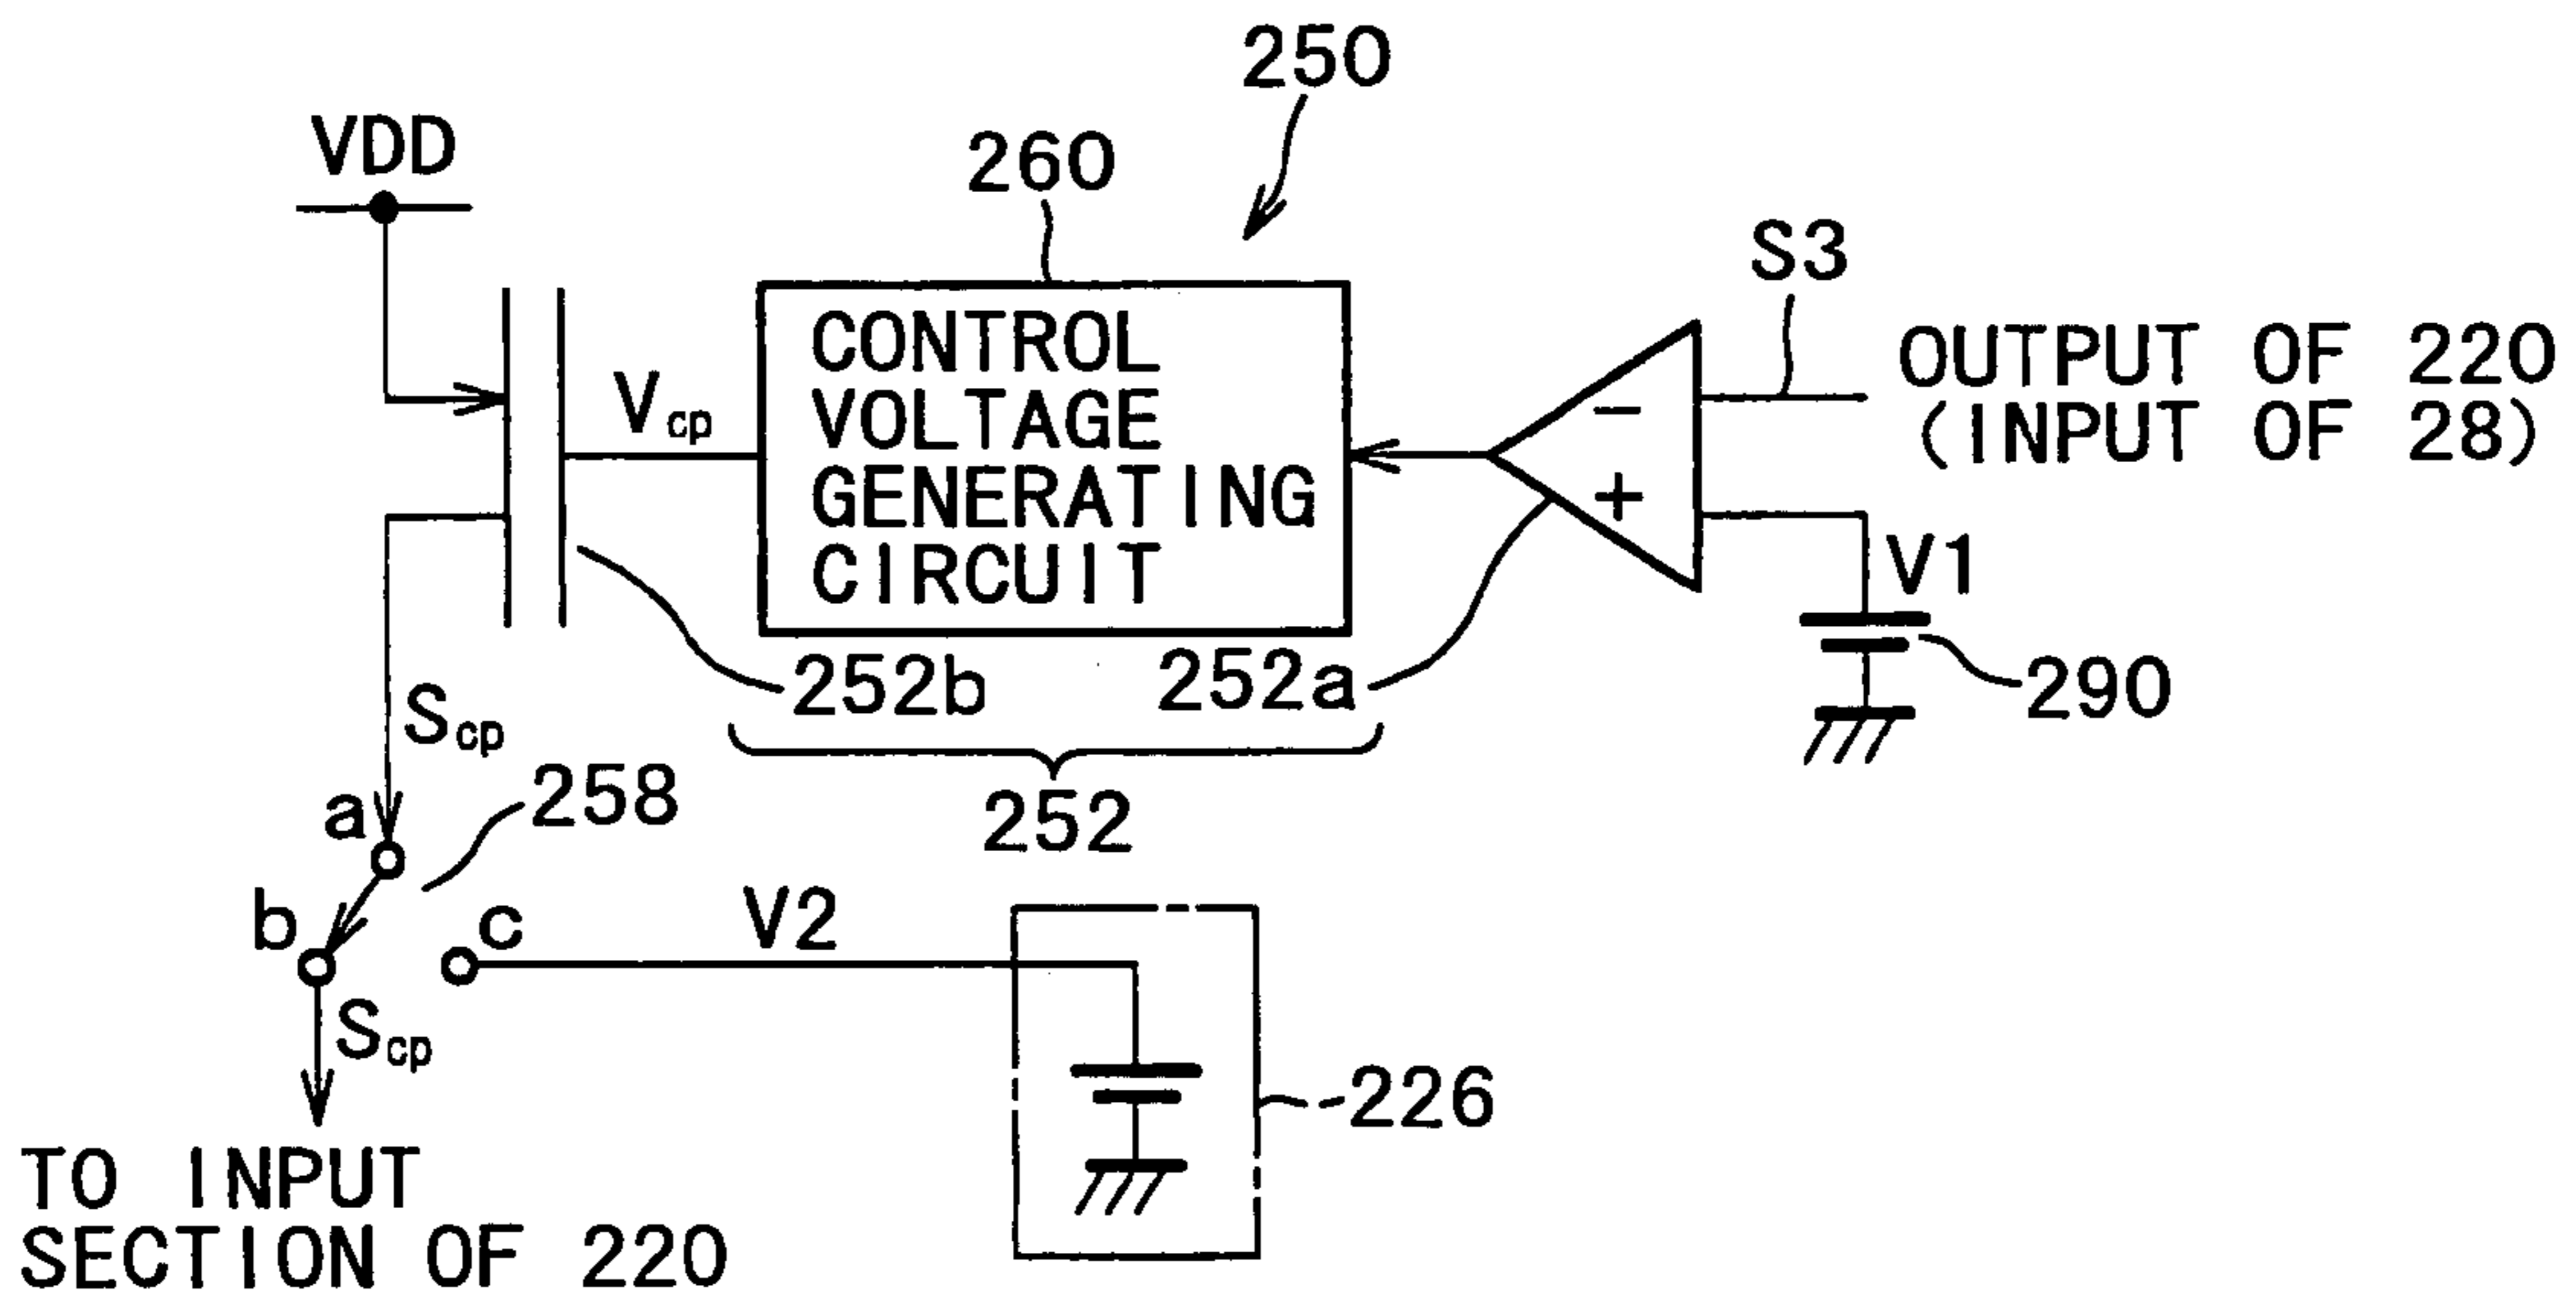 250
VDD
260
S3
CONTROL
VOLTAGE
GENERATING
CIRCUIT
OUTPUT OF 220
(INPUT OF 28)
Vcp
−
+
V1
252b
252a
290
Scp
252
a
258
b
c
V2
Scp
226
TO INPUT
SECTION OF 220